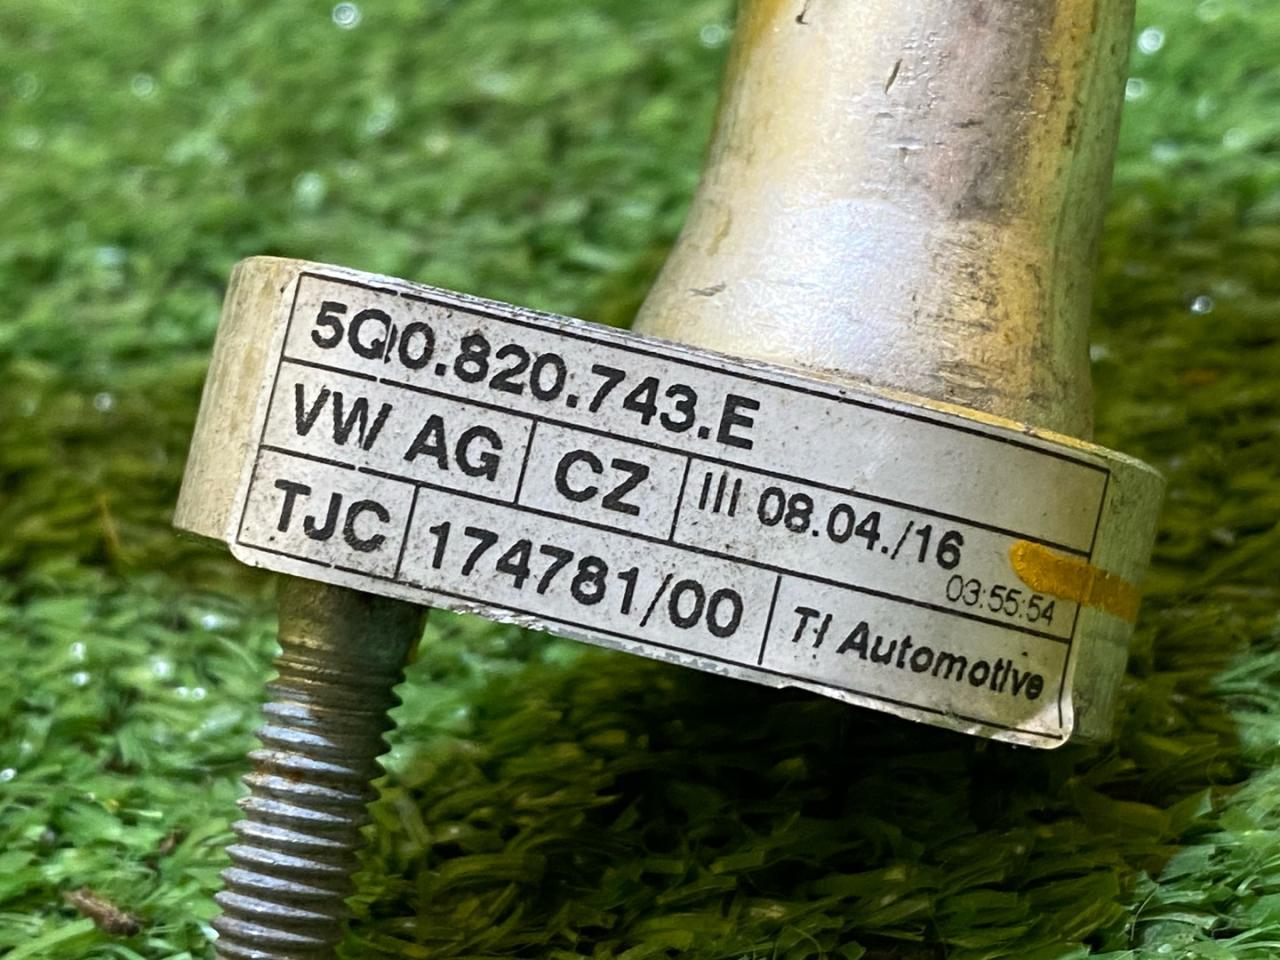 5Q0.820.743.E
VW AG CZ III 08.04./16
03:55:54
TJC 174781/00 TI Automotive